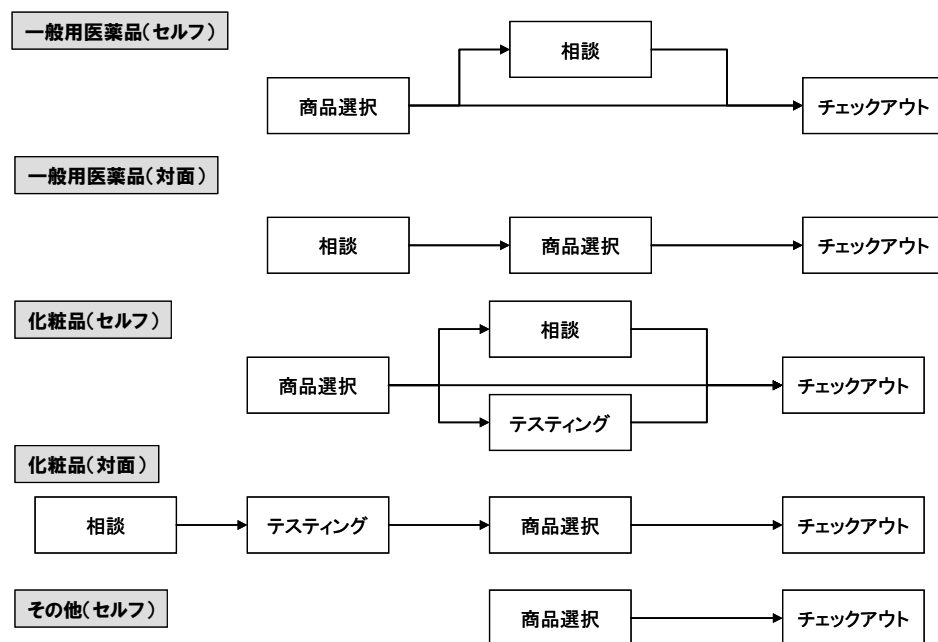 一般用医薬品(セルフ)
相談
商品選択
チェックアウト
一般用医薬品(対面)
相談
商品選択
チェックアウト
化粧品(セルフ)
相談
商品選択
チェックアウト
テスティング
化粧品(対面)
相談
テスティング
商品選択
チェックアウト
その他(セルフ)
商品選択
チェックアウト